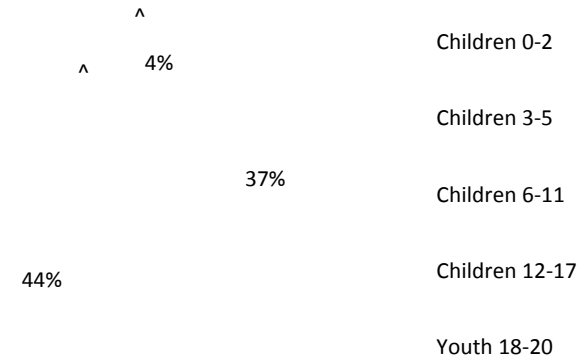 ^
Children 0-2
^
4%
Children 3-5
37%
Children 6-11
Children 12-17
44%
Youth 18-20